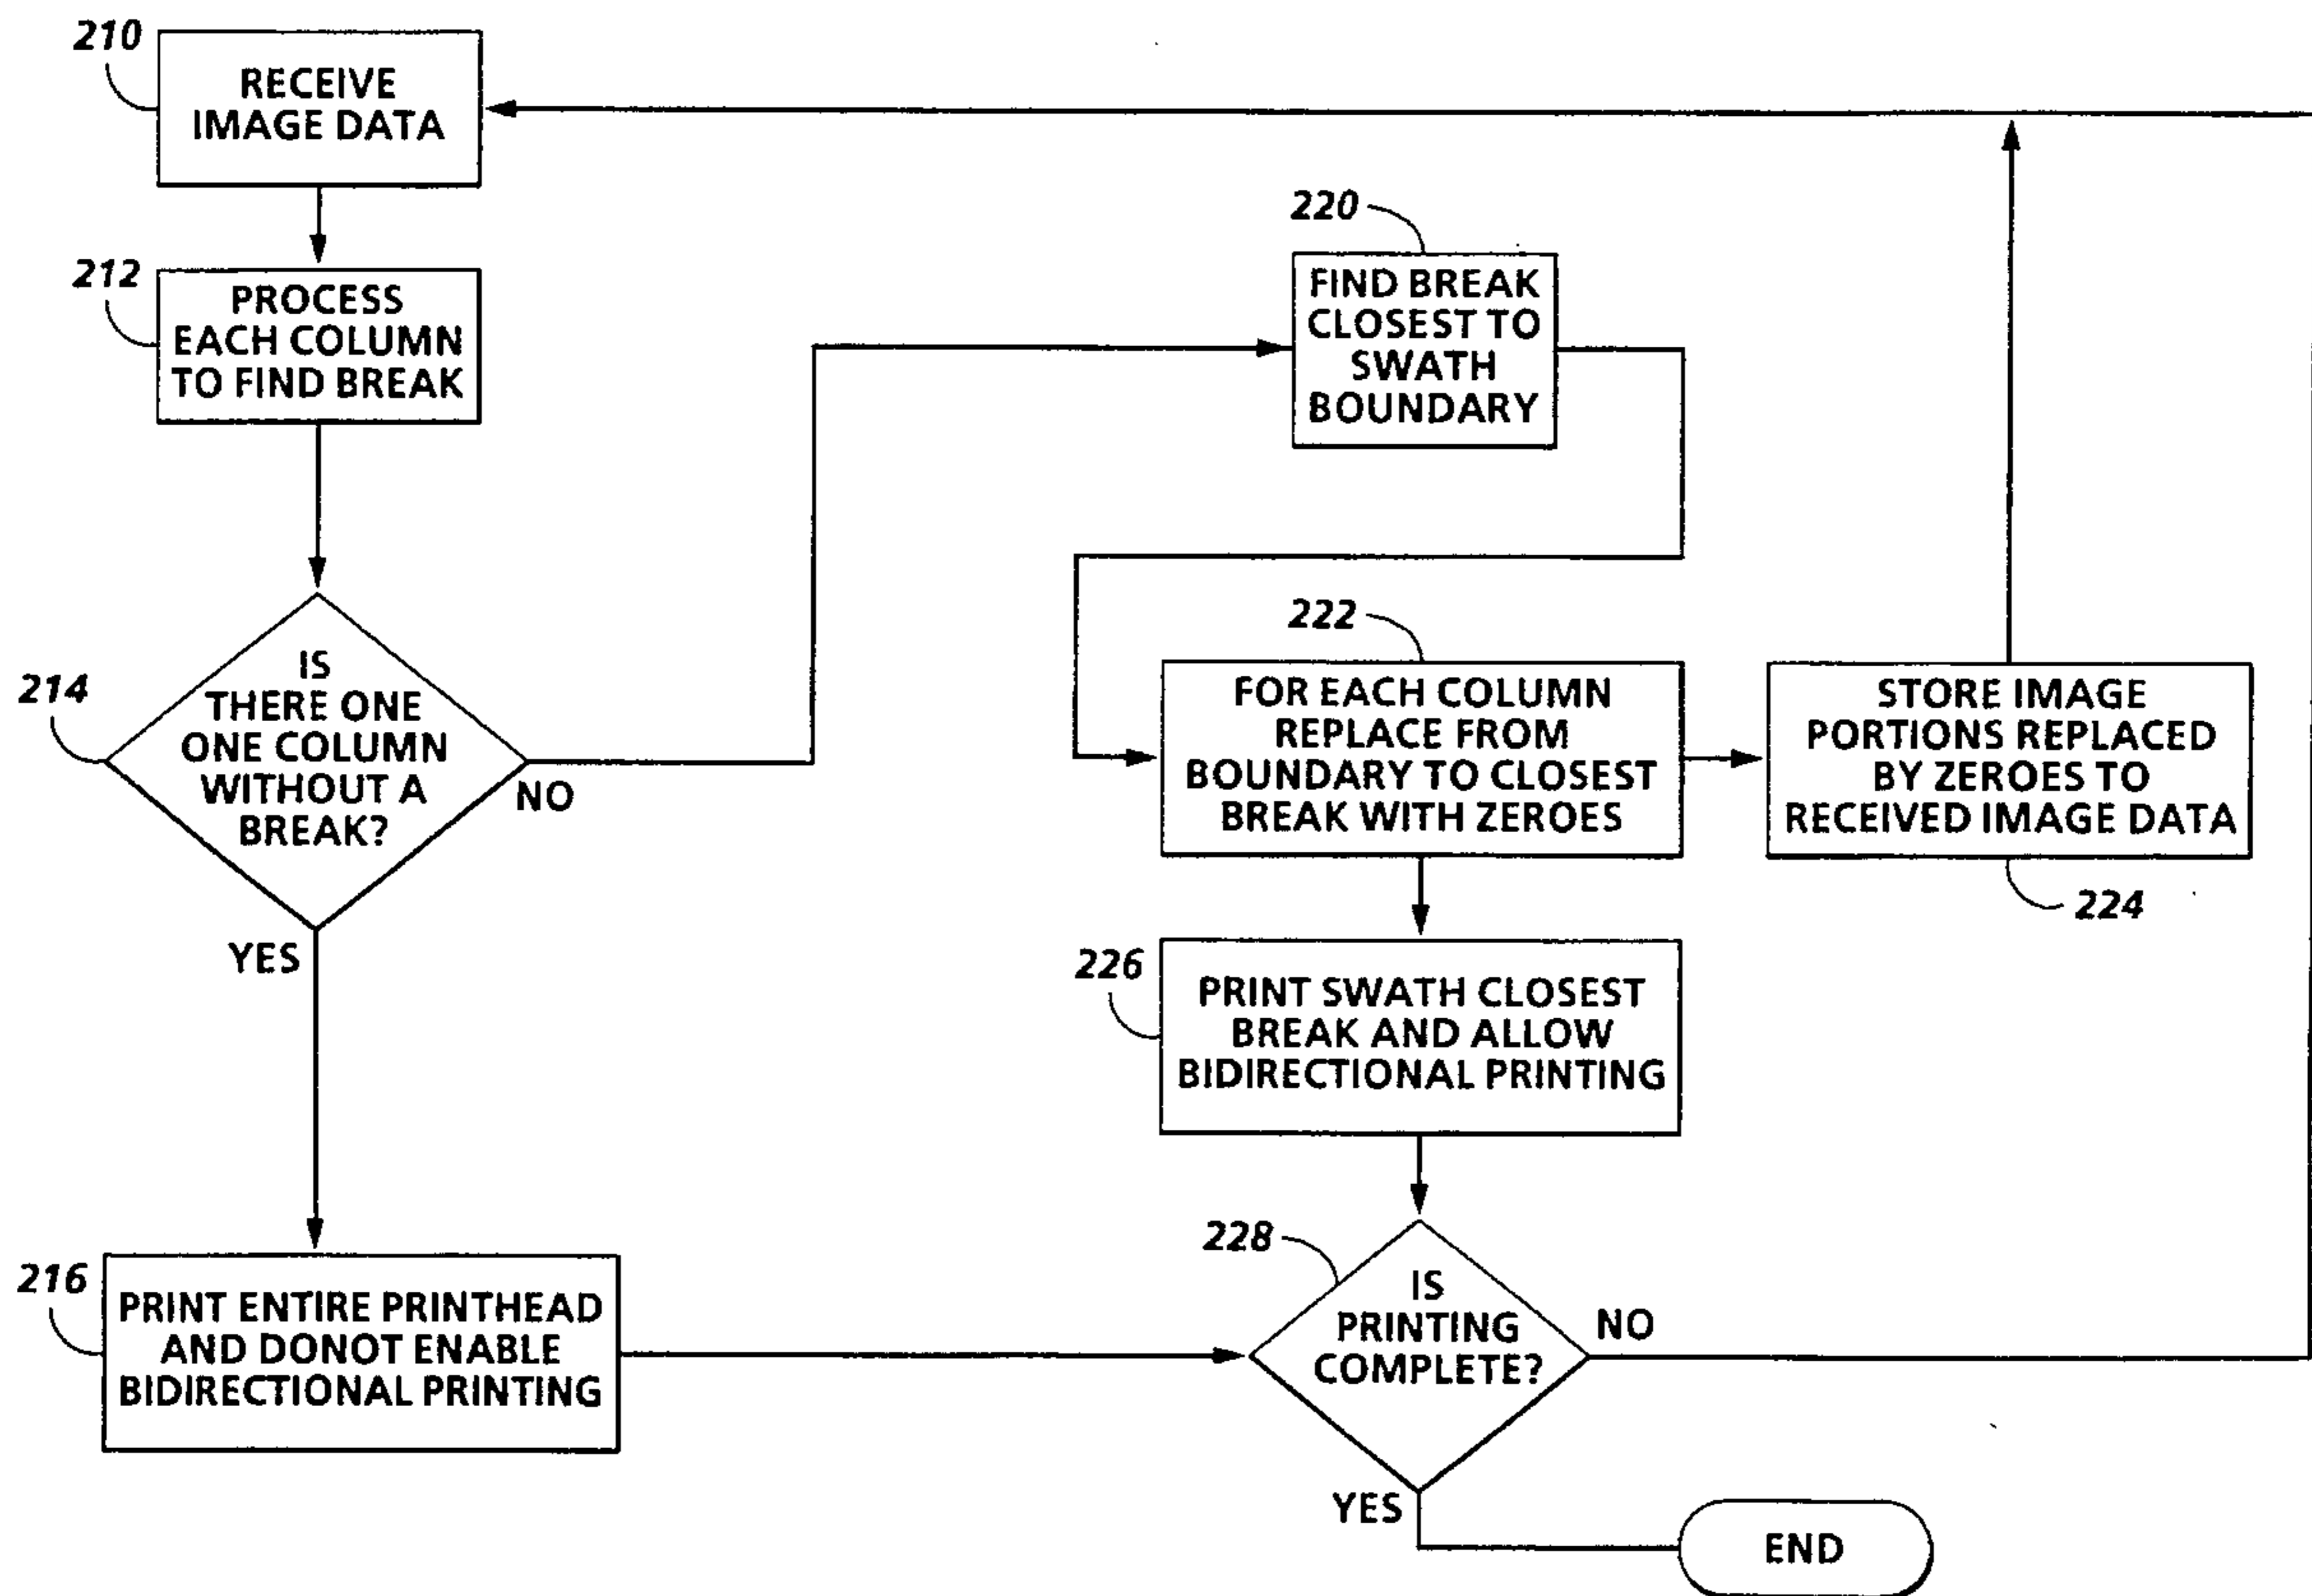 210
RECEIVE
IMAGE DATA
212
PROCESS
EACH COLUMN
TO FIND BREAK
214
IS
THERE ONE
ONE COLUMN
WITHOUT A
BREAK?
NO
YES
216
PRINT ENTIRE PRINTHEAD
AND DONOT ENABLE
BIDIRECTIONAL PRINTING
220
FIND BREAK
CLOSEST TO
SWATH
BOUNDARY
222
FOR EACH COLUMN
REPLACE FROM
BOUNDARY TO CLOSEST
BREAK WITH ZEROES
STORE IMAGE
PORTIONS REPLACED
BY ZEROES TO
RECEIVED IMAGE DATA
224
226
PRINT SWATH CLOSEST
BREAK AND ALLOW
BIDIRECTIONAL PRINTING
228
IS
PRINTING
COMPLETE?
NO
YES
END